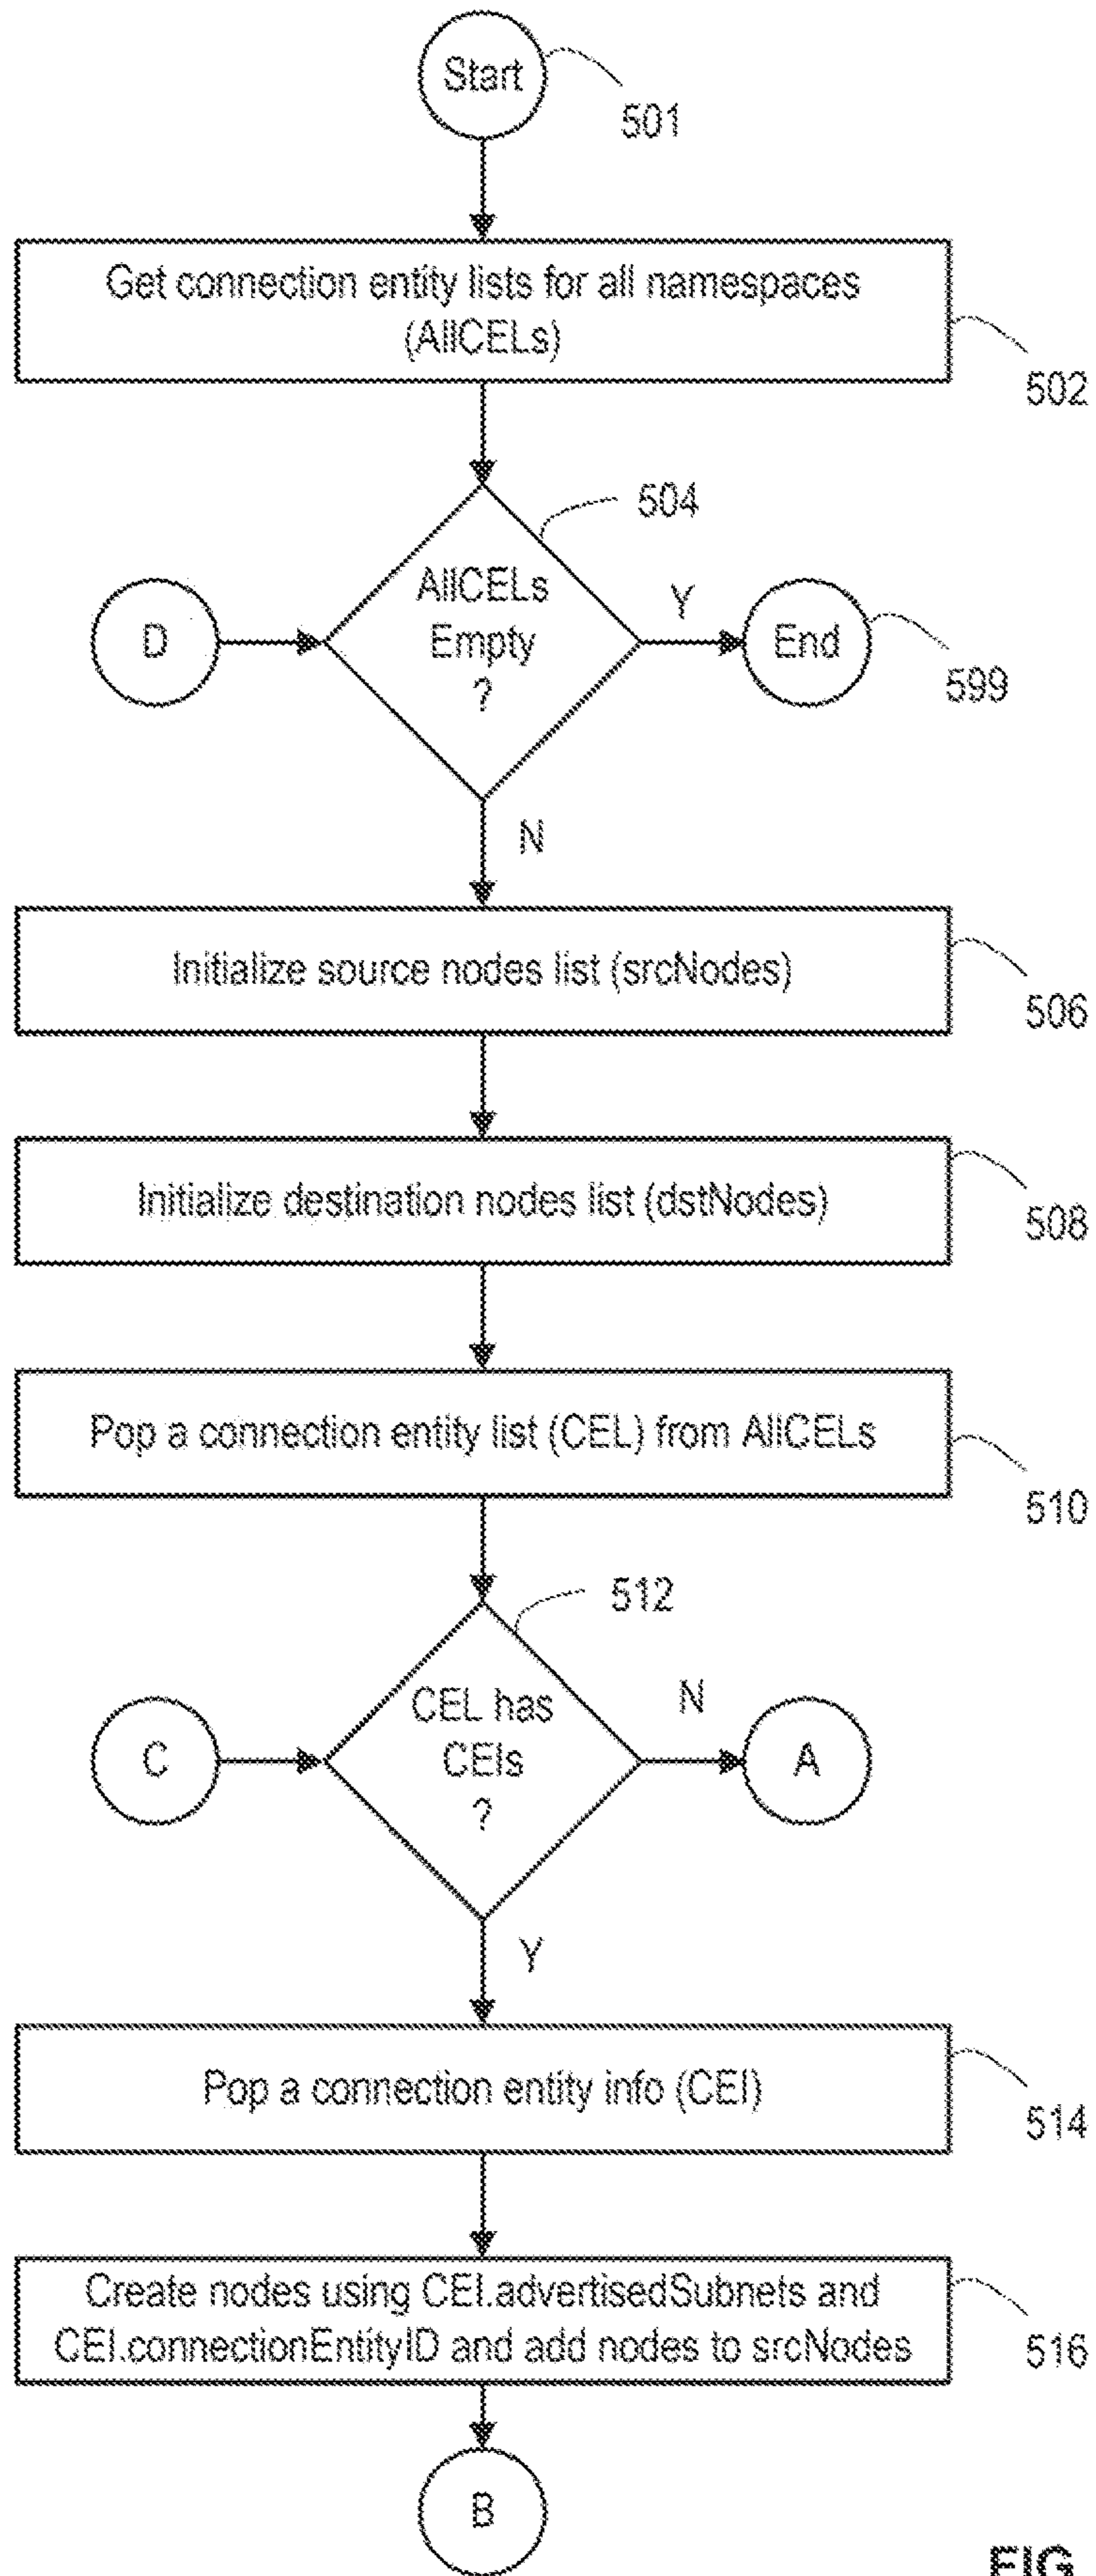 Start
501
Get connection entity lists for all namespaces
(AllCELs)
502
504
AllCELs
Empty
?
D
Y
End
599
N
Initialize source nodes list (srcNodes)
506
Initialize destination nodes list (dstNodes)
508
Pop a connection entity list (CEL) from AllCELs
510
512
CEL has
CEIs
?
C
N
A
Y
Pop a connection entity info (CEI)
514
Create nodes using CEI.advertisedSubnets and
CEI.connectionEntityID and add nodes to srcNodes
516
B
FIG